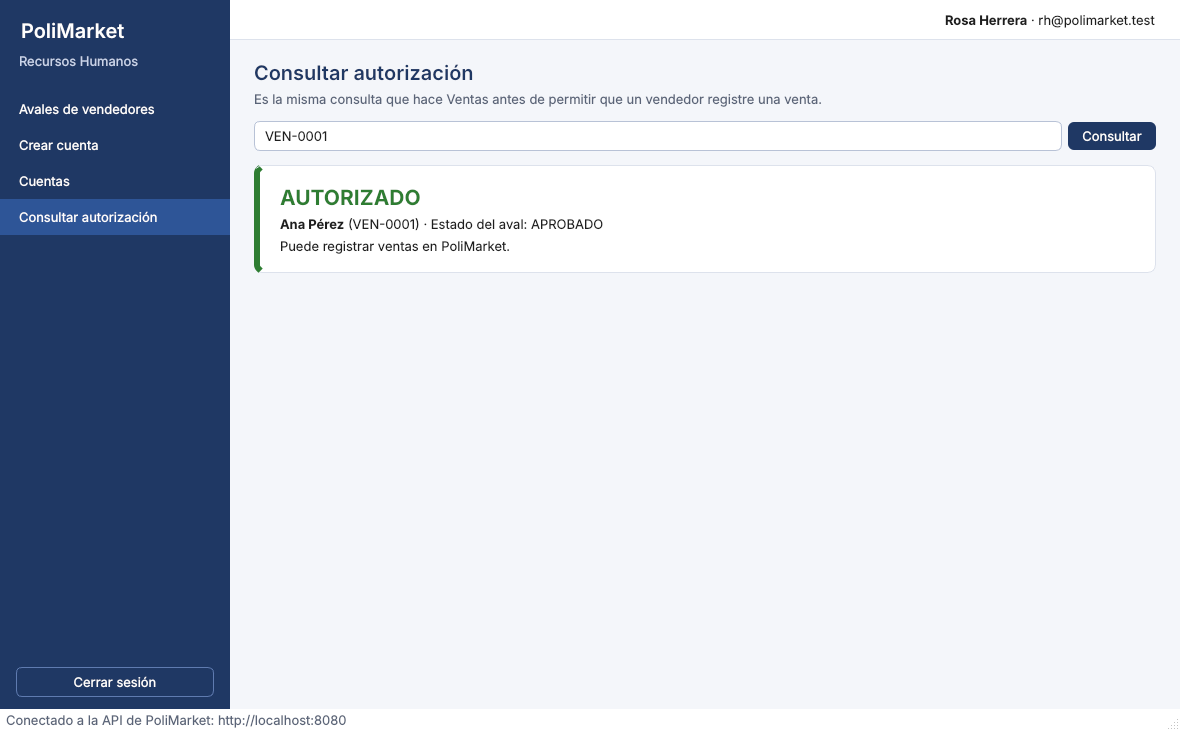 PoliMarket
Recursos Humanos
Avales de vendedores
Crear cuenta
Cuentas
Consultar autorización
Cerrar sesión
Rosa Herrera · rh@polimarket.test
Consultar autorización
Es la misma consulta que hace Ventas antes de permitir que un vendedor registre una venta.
VEN-0001
Consultar
AUTORIZADO
Ana Pérez (VEN-0001) · Estado del aval: APROBADO
Puede registrar ventas en PoliMarket.
Conectado a la API de PoliMarket: http://localhost:8080